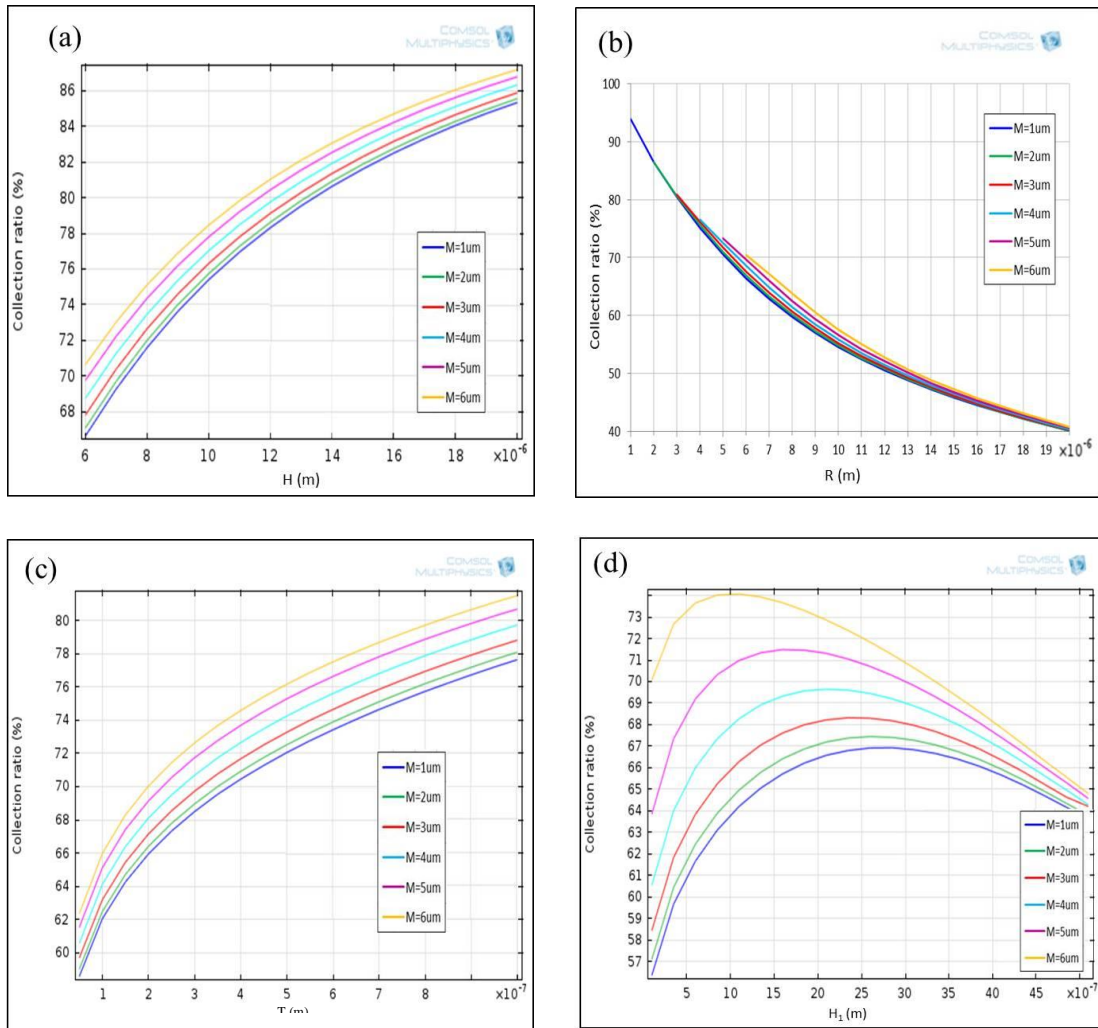 (a)
COMSOL
MULTIPHYSICS
Collection ratio (%)
86
84
82
80
78
76
74
72
70
68
M=1um
M=2um
M=3um
M=4um
M=5um
M=6um
6 8 10 12 14 16 18 x10-6
H (m)
(b)
COMSOL
MULTIPHYSICS
Collection ratio (%)
100
90
80
70
60
50
40
M=1um
M=2um
M=3um
M=4um
M=5um
M=6um
1 2 3 4 5 6 7 8 9 10 11 12 13 14 15 16 17 18 19 x10-6
R (m)
(c)
COMSOL
MULTIPHYSICS
Collection ratio (%)
80
78
76
74
72
70
68
66
64
62
60
M=1um
M=2um
M=3um
M=4um
M=5um
M=6um
1 2 3 4 5 6 7 8 x10-7
T (m)
(d)
COMSOL
MULTIPHYSICS
Collection ratio (%)
73
72
71
70
69
68
67
66
65
64
63
62
61
60
59
58
57
M=1um
M=2um
M=3um
M=4um
M=5um
M=6um
5 10 15 20 25 30 35 40 45 x10-7
H1 (m)